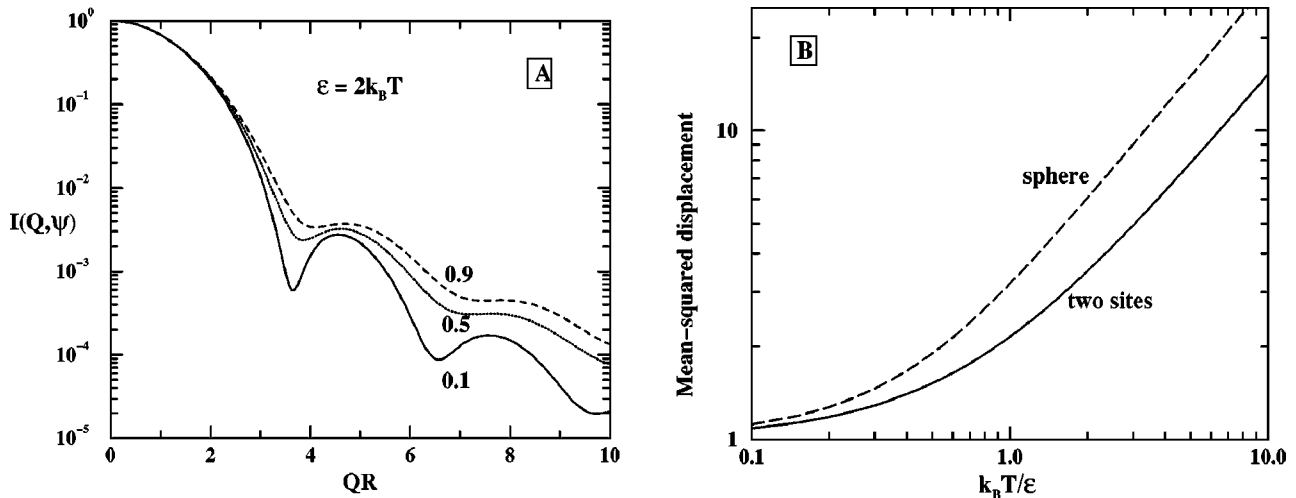 10⁰
10⁻¹
10⁻²
I(Q,ψ)
10⁻³
10⁻⁴
10⁻⁵
A
ε = 2k_BT
0.9
0.5
0.1
0 2 4 6 8 10
QR
Mean-squared displacement
10
1
B
sphere
two sites
0.1 1.0 10.0
k_BT/ε